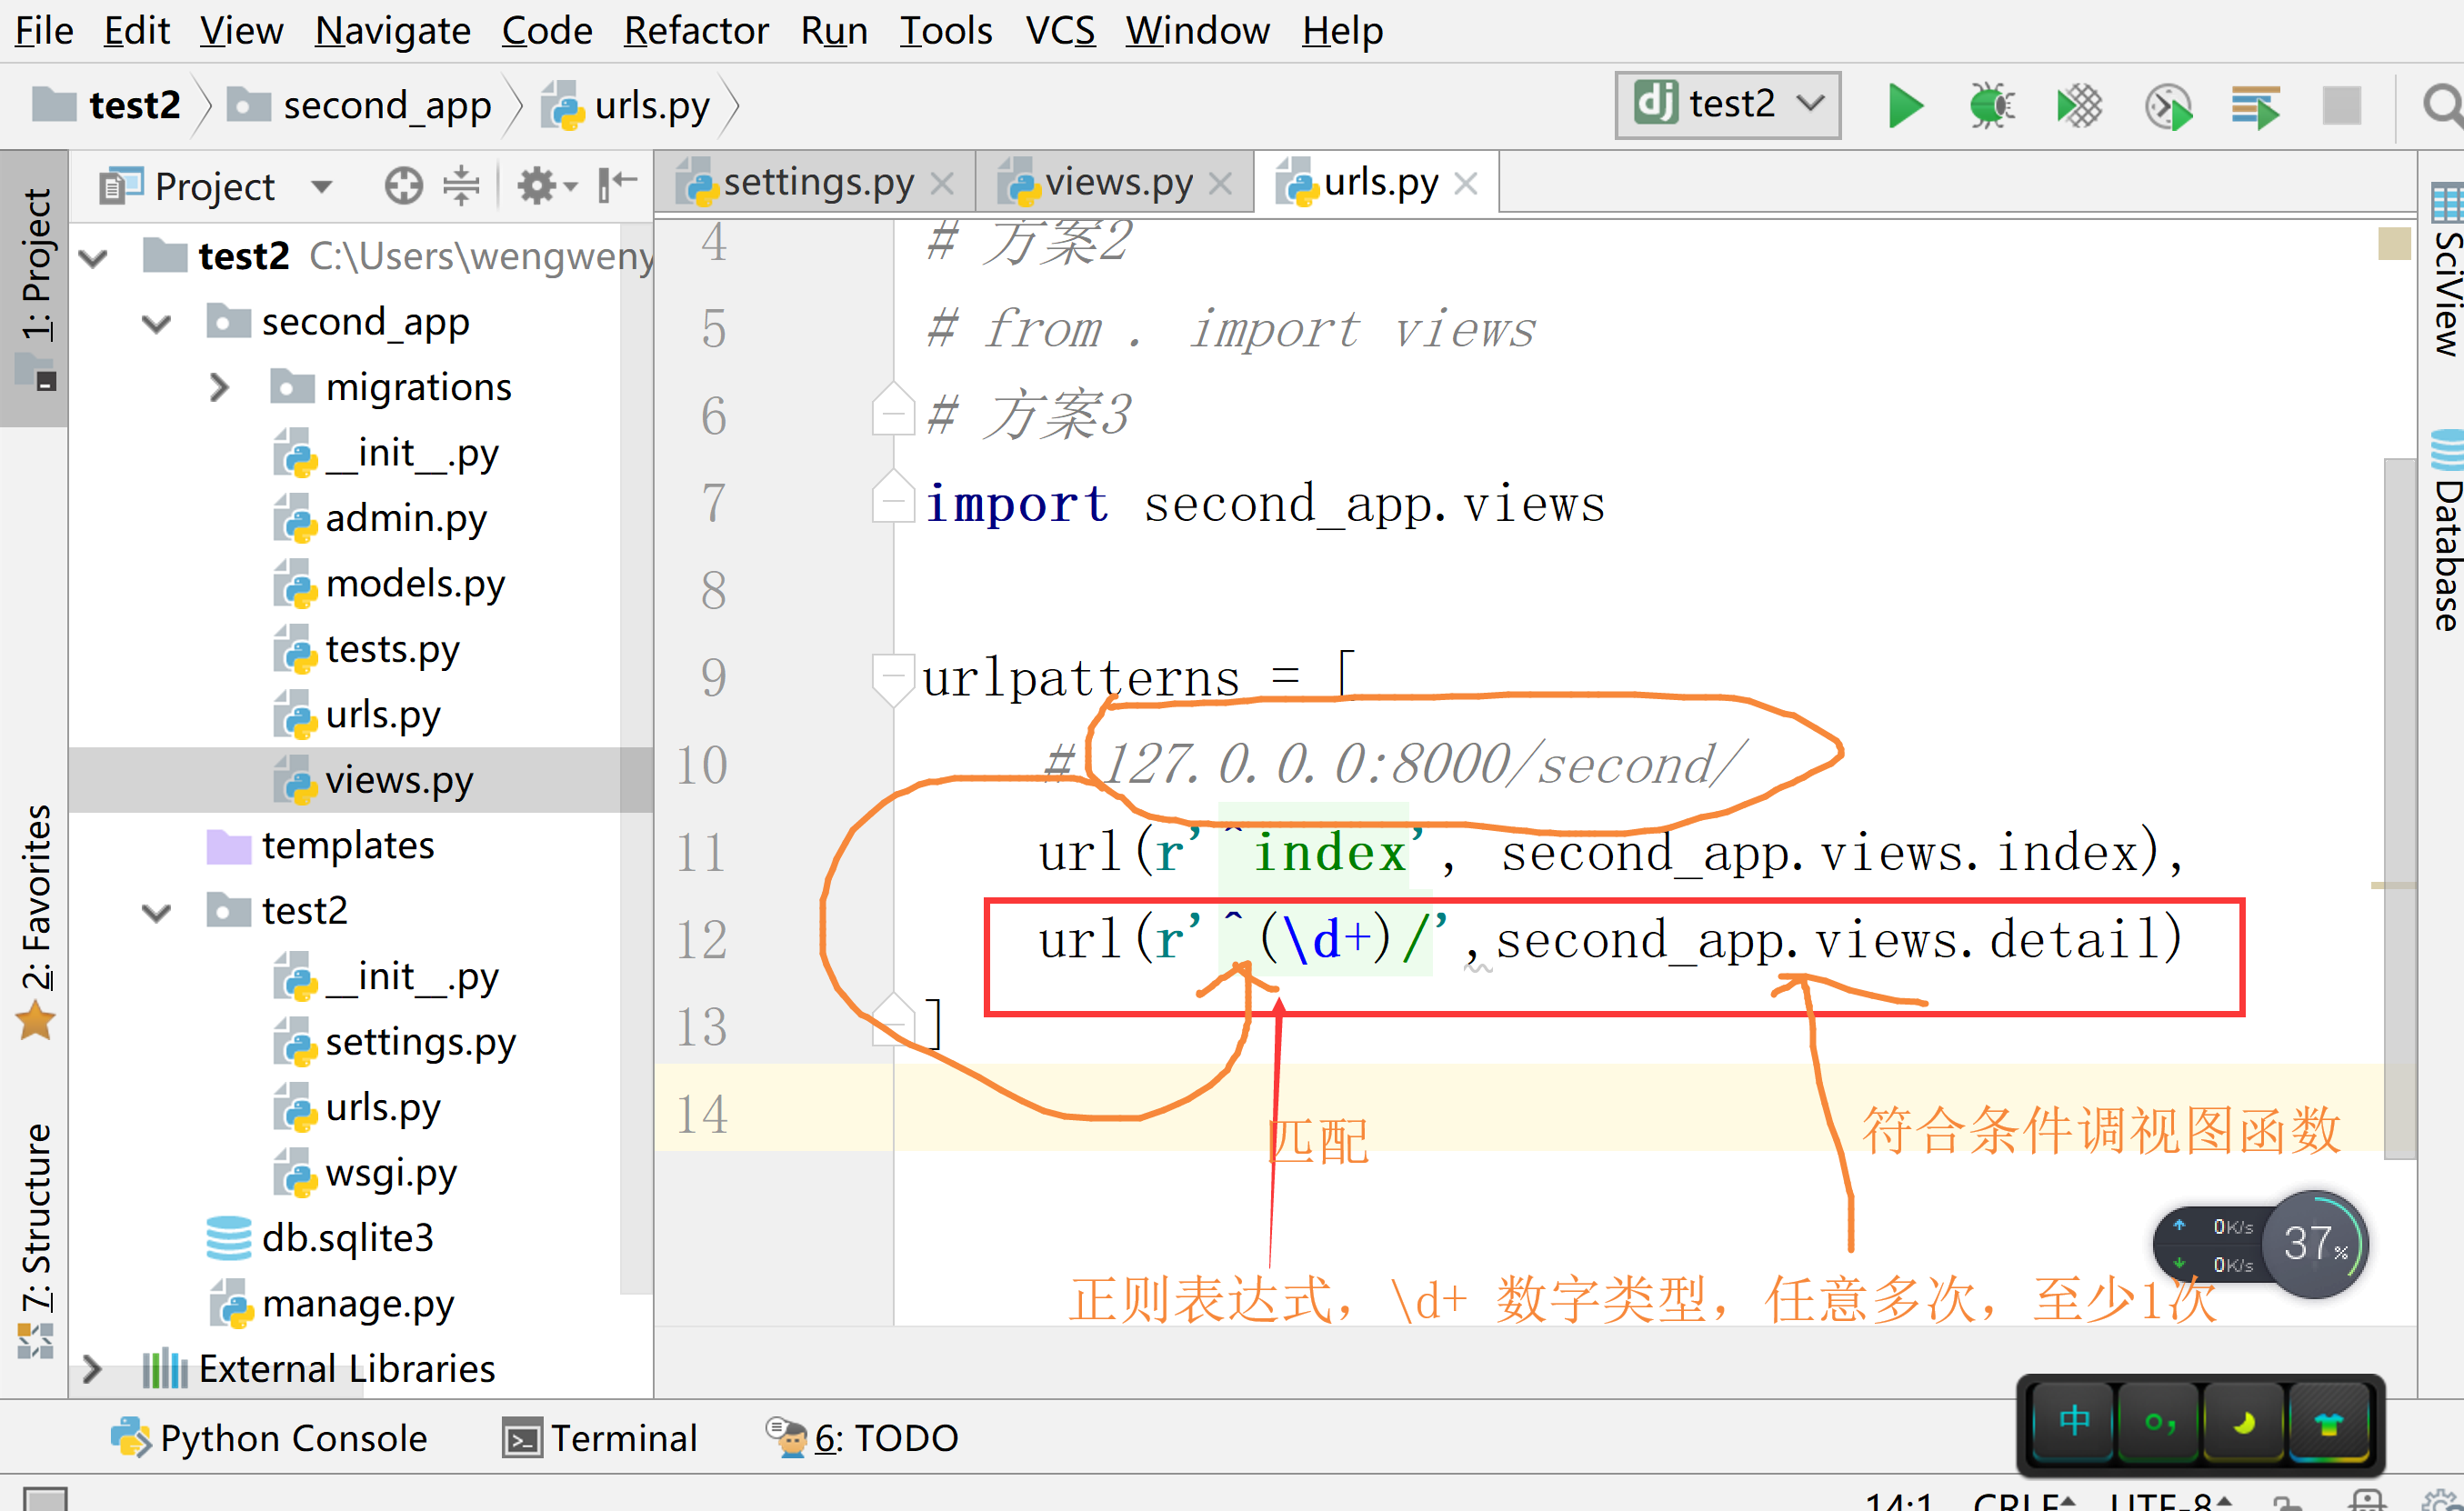 File Edit View Navigate Code Refactor Run Tools VCS Window Help
test2 second_app urls.py test2
Project settings.py views.py urls.py
1: Project
2: Favorites
7: Structure
SciView
Database
test2 C:\Users\wengweny
second_app
migrations
__init__.py
admin.py
models.py
tests.py
urls.py
views.py
templates
test2
__init__.py
settings.py
urls.py
wsgi.py
db.sqlite3
manage.py
External Libraries
4 # 方案2
5 # from . import views
6 # 方案3
7 import second_app.views
8
9 urlpatterns = [
10 # 127.0.0.0:8000/second/
11 url(r'^index', second_app.views.index),
12 url(r'^(\d+)/',second_app.views.detail)
13 ]
14
匹配
符合条件调视图函数
正则表达式，\d+ 数字类型，任意多次，至少1次
0K/s
0K/s
37%
中
Python Console Terminal 6: TODO
14:1 CRLF UTF-8